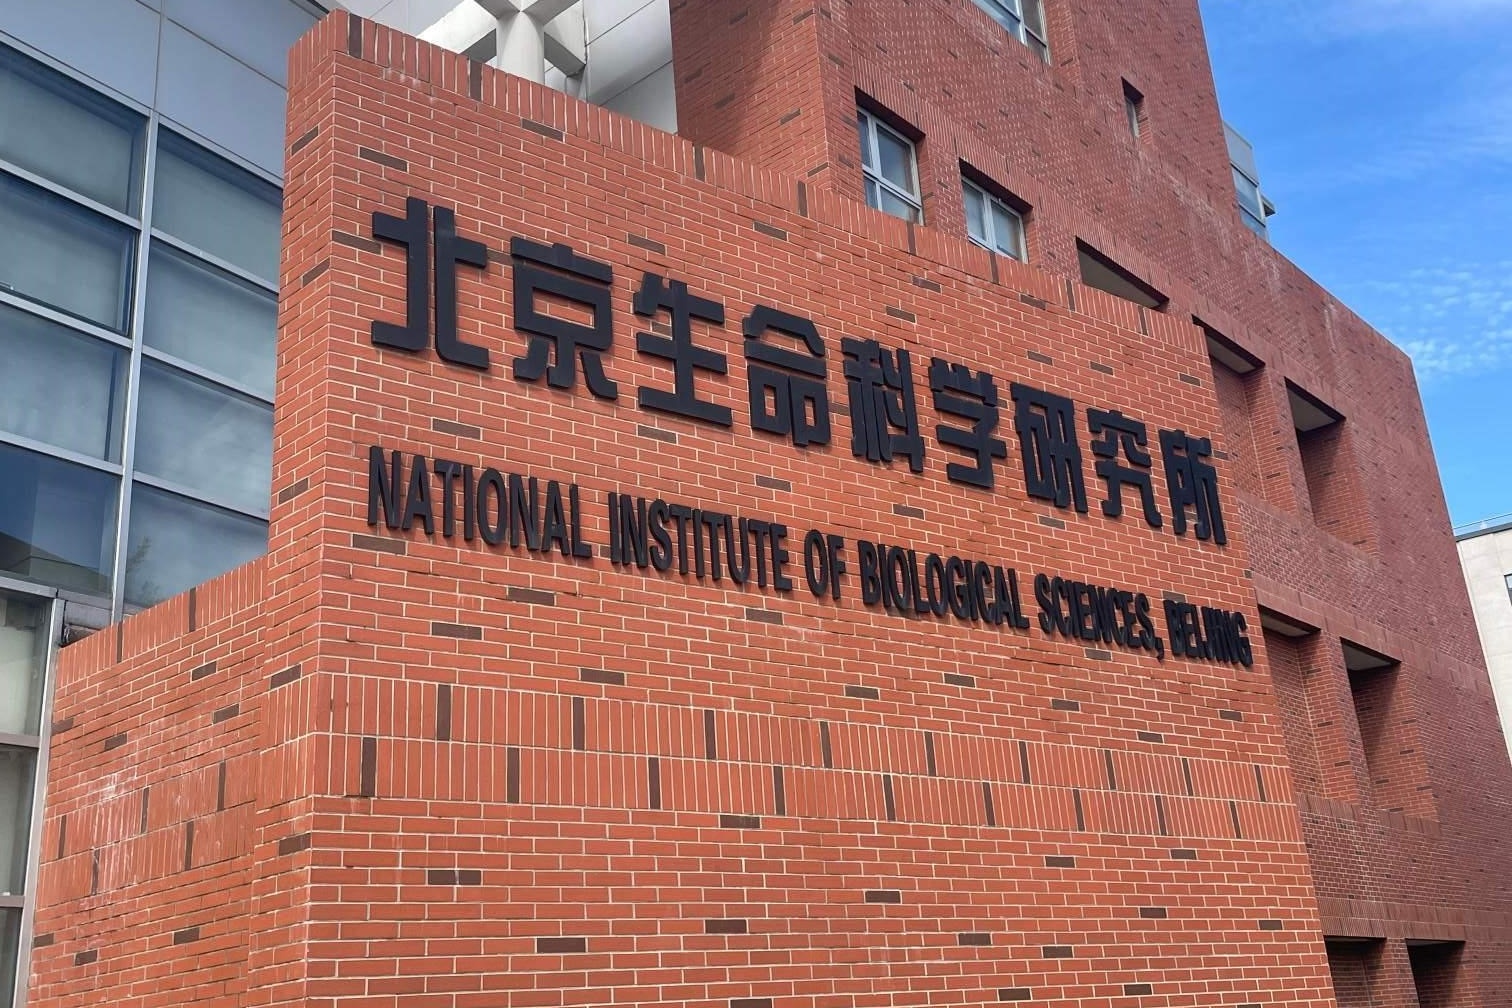 北京生命科学研究所
NATIONAL INSTITUTE OF BIOLOGICAL SCIENCES, BEIJING